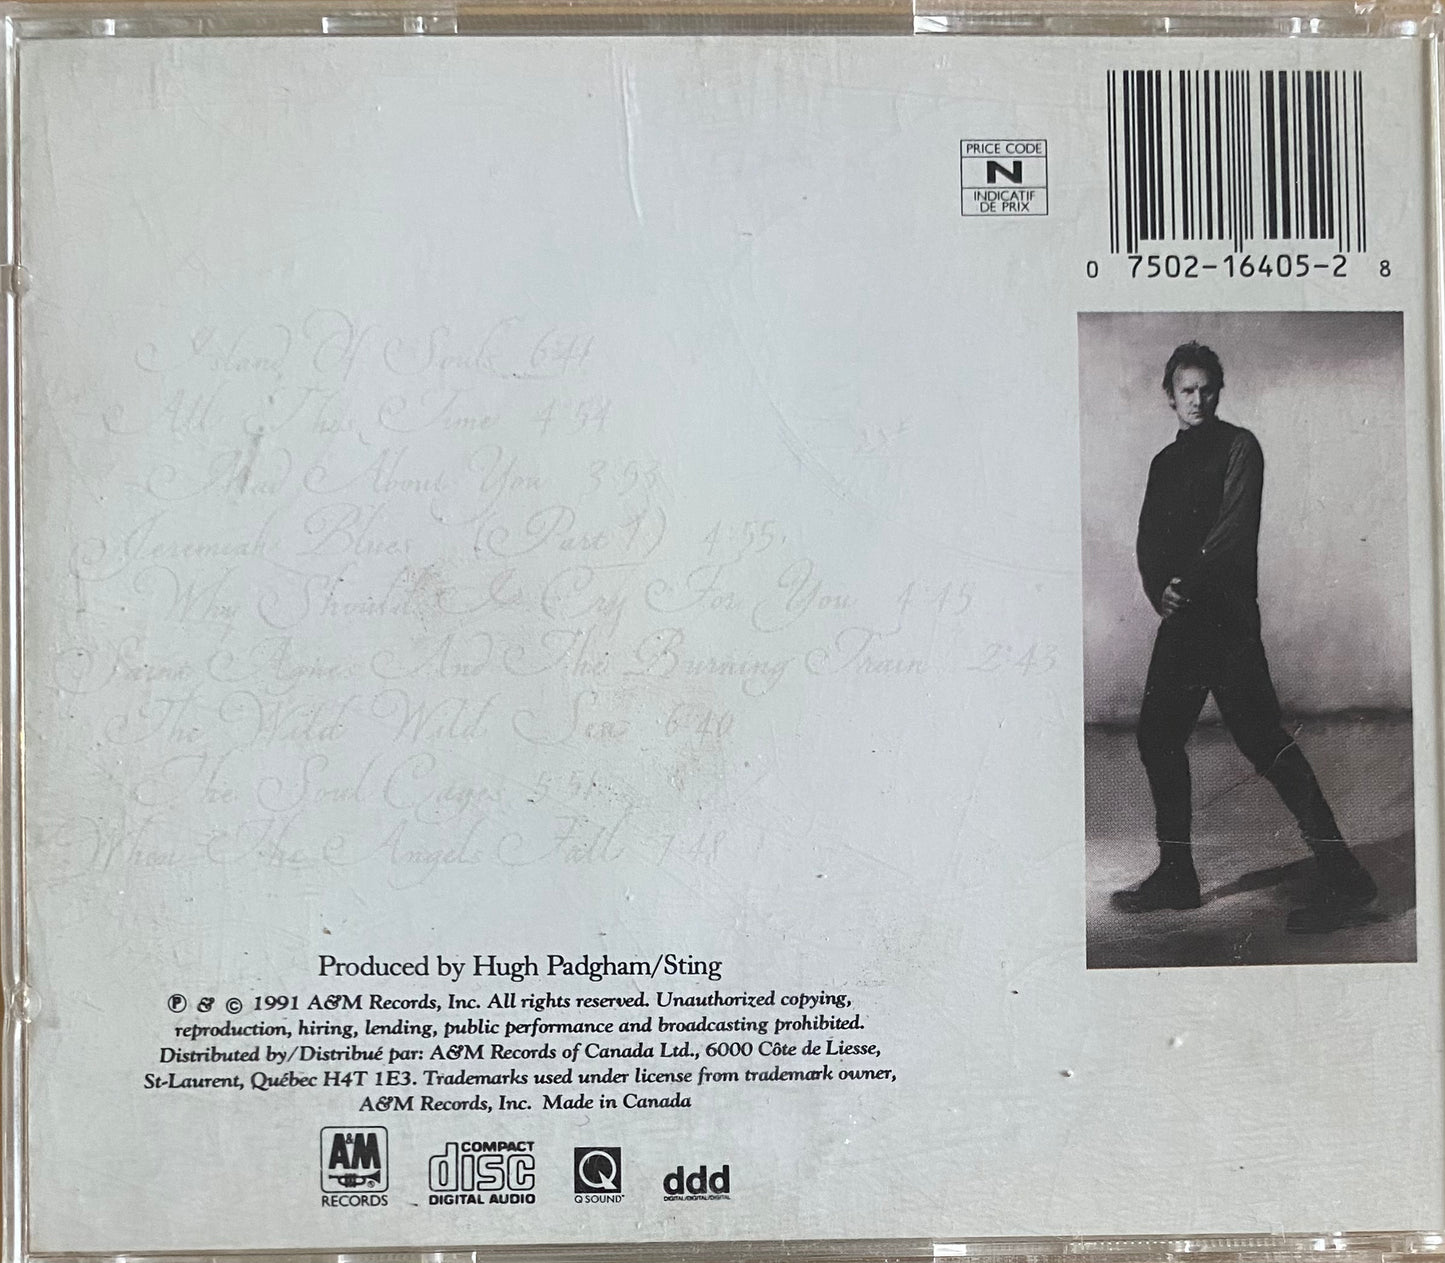 PRICE CODE
N
INDICATIF
DE PRIX
0 7502-16405-2 8
Island Of Souls 6:41
All This Time 4:54
Mad About You 3:53
Jeremiah Blues (Part 1) 4:55
Why Should I Cry For You 4:45
Saint Agnes And The Burning Train 2:43
The Wild Wild Sea 6:40
The Soul Cages 5:51
When The Angels Fall 7:48
Produced by Hugh Padgham/Sting
℗ & © 1991 A&M Records, Inc. All rights reserved. Unauthorized copying,
reproduction, hiring, lending, public performance and broadcasting prohibited.
Distributed by/Distribué par: A&M Records of Canada Ltd., 6000 Côte de Liesse,
St-Laurent, Québec H4T 1E3. Trademarks used under license from trademark owner,
A&M Records, Inc. Made in Canada
A&M
RECORDS
COMPACT
disc
DIGITAL AUDIO
Q
Q SOUND
ddd
DIGITAL/DIGITAL/DIGITAL